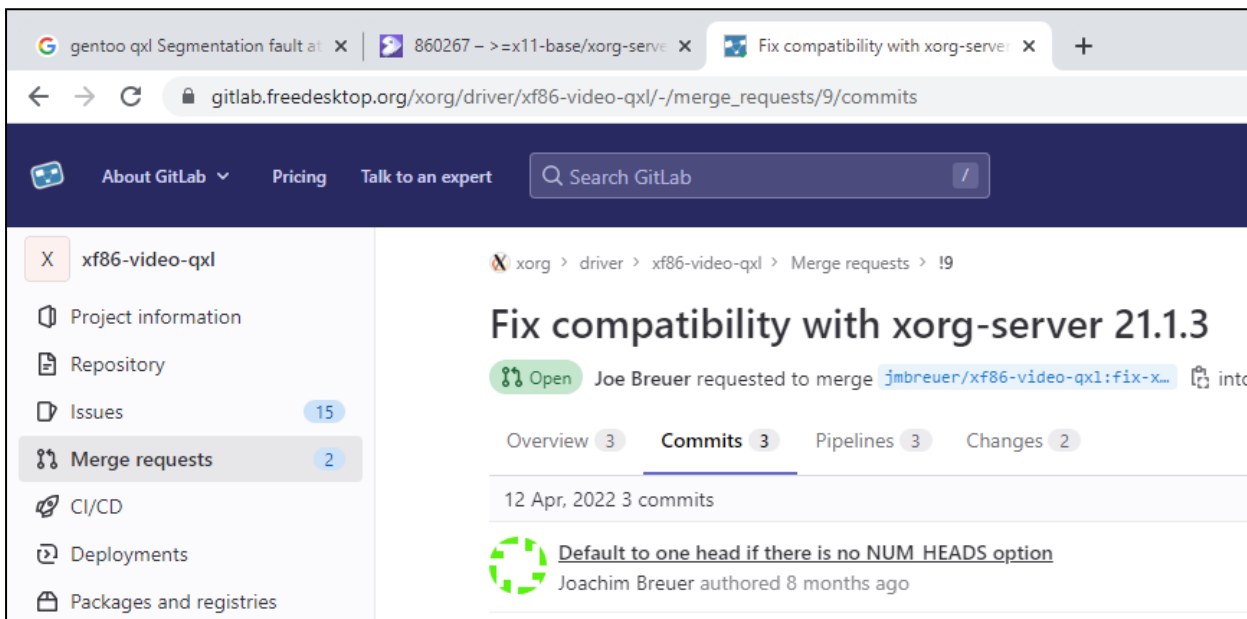 gentoo qxl Segmentation fault at
860267 – >=x11-base/xorg-serve
Fix compatibility with xorg-server
gitlab.freedesktop.org/xorg/driver/xf86-video-qxl/-/merge_requests/9/commits
About GitLab Pricing Talk to an expert Search GitLab /
X xf86-video-qxl
Project information
Repository
Issues 15
Merge requests 2
CI/CD
Deployments
Packages and registries
xorg > driver > xf86-video-qxl > Merge requests > !9
Fix compatibility with xorg-server 21.1.3
Open Joe Breuer requested to merge jmbreuer/xf86-video-qxl:fix-x… into
Overview 3 Commits 3 Pipelines 3 Changes 2
12 Apr, 2022 3 commits
Default to one head if there is no NUM_HEADS option
Joachim Breuer authored 8 months ago